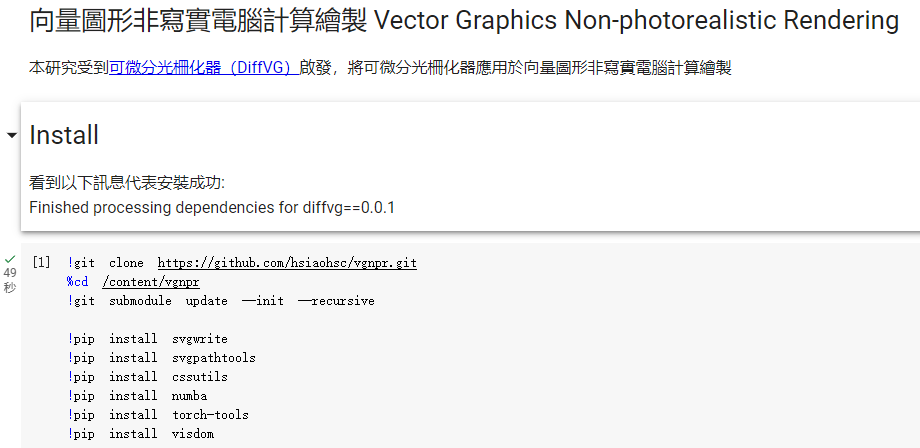 向量圖形非寫實電腦計算繪製 Vector Graphics Non-photorealistic Rendering
本研究受到可微分光柵化器（DiffVG）啟發，將可微分光柵化器應用於向量圖形非寫實電腦計算繪製
Install
看到以下訊息代表安裝成功:
Finished processing dependencies for diffvg==0.0.1
49
秒
[1] !git clone https://github.com/hsiaohsc/vgnpr.git
%cd /content/vgnpr
!git submodule update --init --recursive
!pip install svgwrite
!pip install svgpathtools
!pip install cssutils
!pip install numba
!pip install torch-tools
!pip install visdom